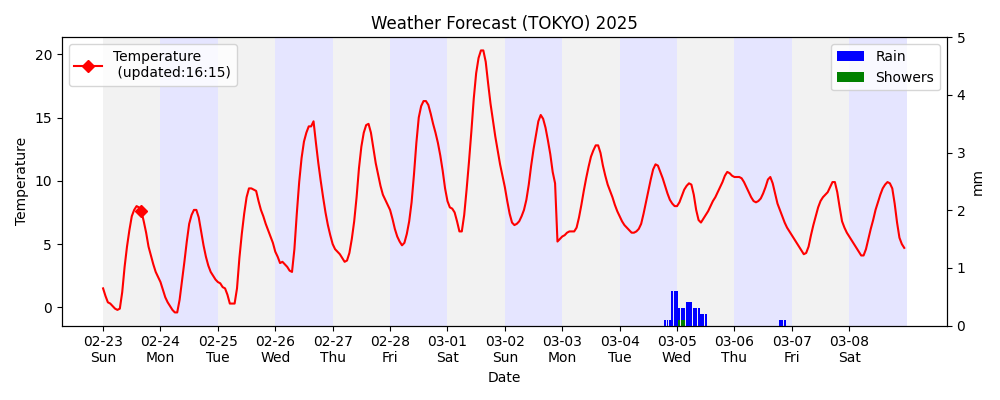 Weather Forecast (TOKYO) 2025
Temperature
(updated:16:15)
Rain
Showers
Temperature
20
15
10
5
0
5
4
3
2
1
0
mm
02-23 02-24 02-25 02-26 02-27 02-28 03-01 03-02 03-03 03-04 03-05 03-06 03-07 03-08
Sun Mon Tue Wed Thu Fri Sat Sun Mon Tue Wed Thu Fri Sat
Date